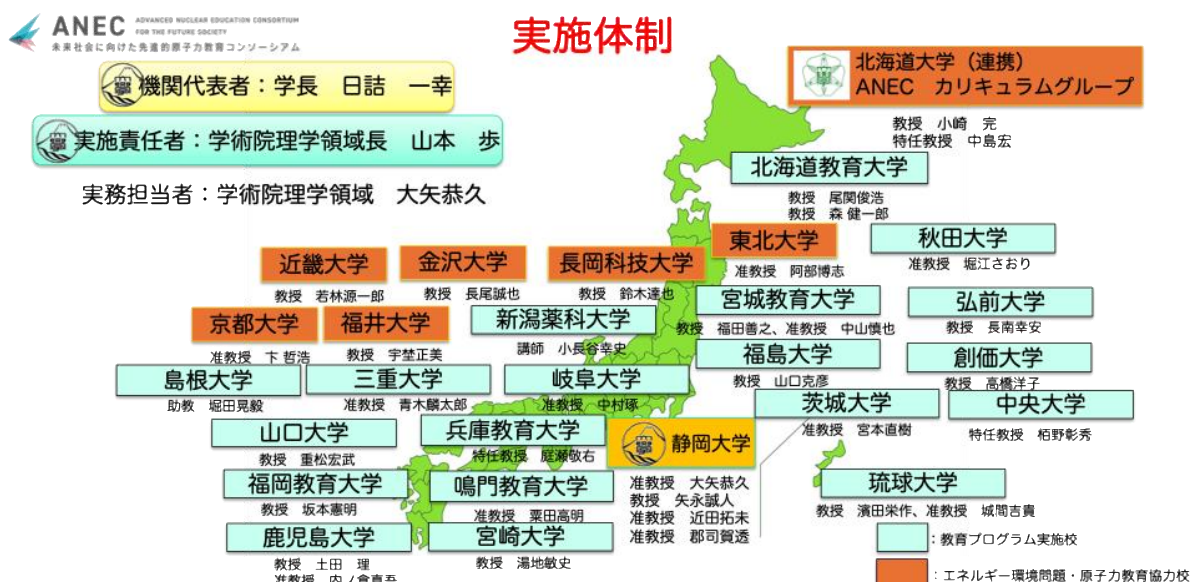 ANEC ADVANCED NUCLEAR EDUCATION CONSORTIUM
FOR THE FUTURE SOCIETY
未来社会に向けた先進的原子力教育コンソーシアム
実施体制
機関代表者：学長　日詰　一幸
実施責任者：学術院理学領域長　山本　歩
実務担当者：学術院理学領域　大矢恭久
北海道大学（連携）
ANEC　カリキュラムグループ
教授　小崎　完
特任教授　中島宏
北海道教育大学
教授　尾関俊浩
教授　森 健一郎
東北大学
准教授　阿部博志
秋田大学
准教授　堀江さおり
近畿大学
教授　若林源一郎
金沢大学
教授　長尾誠也
長岡科技大学
教授　鈴木達也
宮城教育大学
教授　福田善之、准教授　中山慎也
弘前大学
教授　長南幸安
京都大学
准教授　卞 哲浩
福井大学
教授　宇埜正美
新潟薬科大学
講師　小長谷幸史
福島大学
教授　山口克彦
創価大学
教授　高橋洋子
島根大学
助教　堀田晃毅
三重大学
准教授　青木麟太郎
岐阜大学
准教授　中村琢
茨城大学
准教授　宮本直樹
中央大学
特任教授　栢野彰秀
山口大学
教授　重松宏武
兵庫教育大学
特任教授　庭瀬敬右
静岡大学
准教授　大矢恭久
教授　矢永誠人
准教授　近田拓未
准教授　郡司賀透
福岡教育大学
教授　坂本憲明
鳴門教育大学
准教授　粟田高明
琉球大学
教授　濱田栄作、准教授　城間吉貴
鹿児島大学
教授　土田　理
准教授　内ノ倉真吾
宮崎大学
教授　湯地敏史
：教育プログラム実施校
：エネルギー環境問題・原子力教育協力校